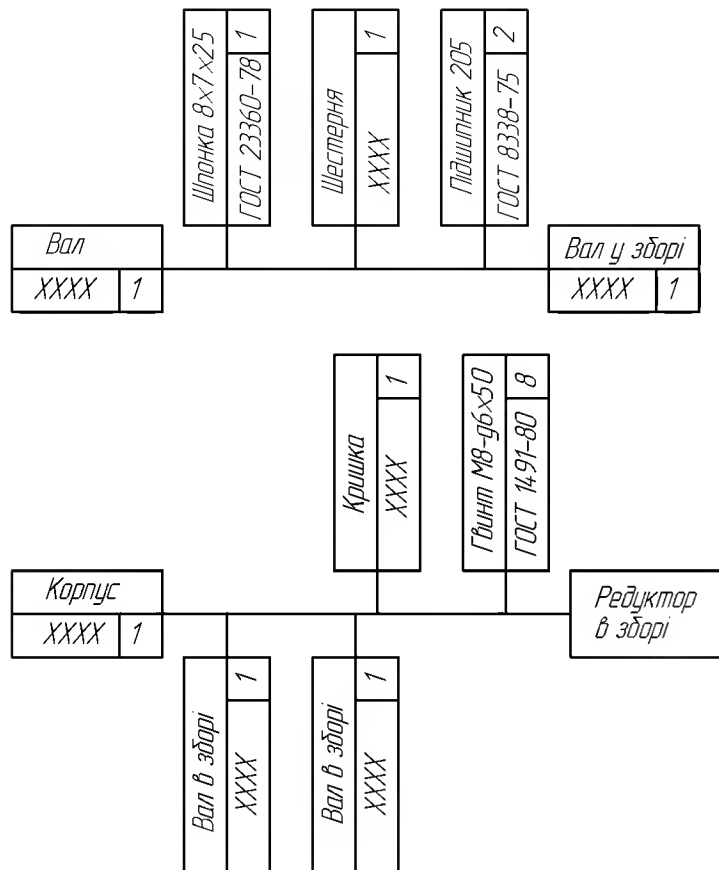 Шпонка 8×7×25
1
ГОСТ 23360-78
Шестерня
1
XXXX
Підшипник 205
2
ГОСТ 8338-75
Вал
XXXX 1
Вал у зборі
XXXX 1
Кришка
1
XXXX
Гвинт М8-g6×50
8
ГОСТ 1491-80
Корпус
XXXX 1
Редуктор
в зборі
Вал в зборі
1
XXXX
Вал в зборі
1
XXXX